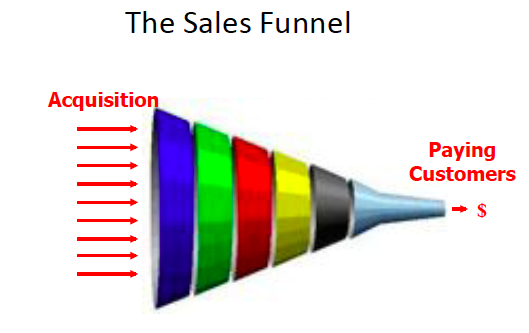 The Sales Funnel
Acquisition
Paying
Customers
$